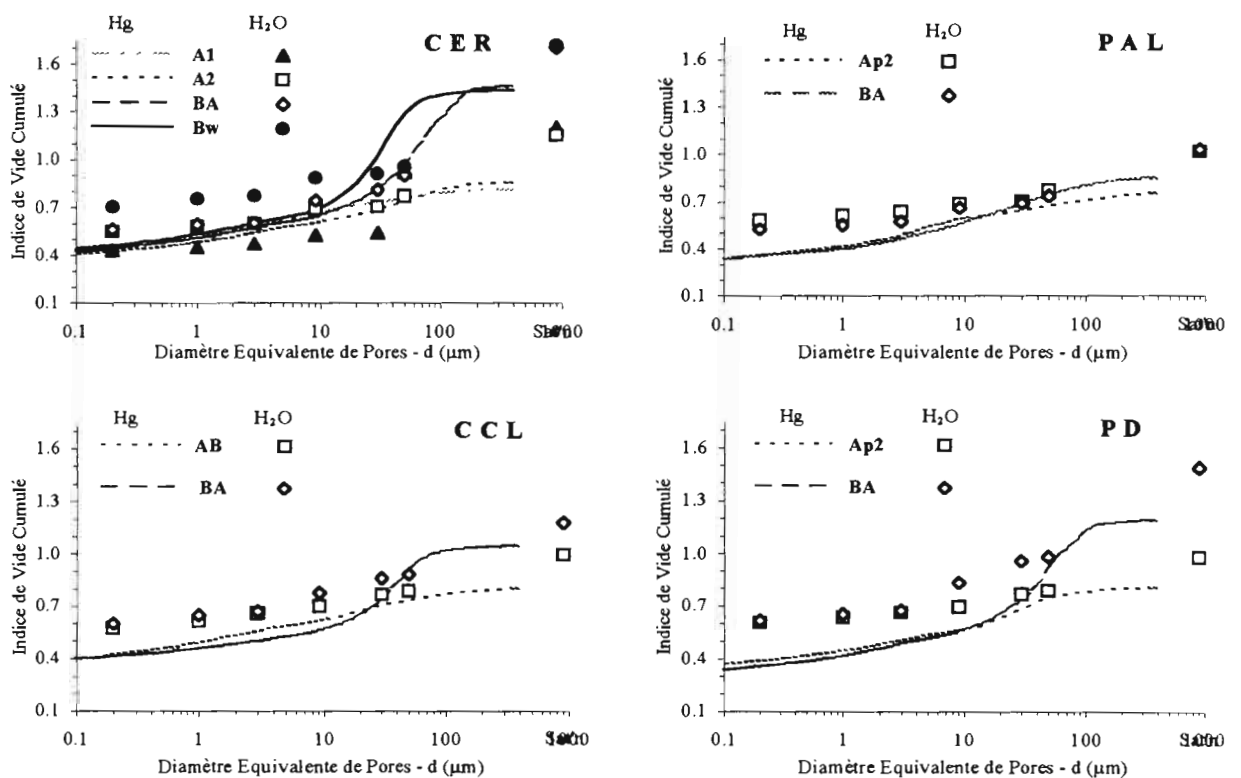 Hg H₂O CER
A1
A2
BA
Bw
Indice de Vide Cumulé
1.6
1.3
1.0
0.7
0.4
0.1
0.1 1 10 100
Diamètre Equivalente de Pores - d (µm)
Hg H₂O PAL
Ap2
BA
Indice de Vide Cumulé
1.6
1.3
1.0
0.7
0.4
0.1
0.1 1 10 100
Diamètre Equivalente de Pores - d (µm)
Hg H₂O CCL
AB
BA
Indice de Vide Cumulé
1.6
1.3
1.0
0.7
0.4
0.1
0.1 1 10 100
Diamètre Equivalente de Pores - d (µm)
Hg H₂O PD
Ap2
BA
Indice de Vide Cumulé
1.6
1.3
1.0
0.7
0.4
0.1
0.1 1 10 100
Diamètre Equivalente de Pores - d (µm)